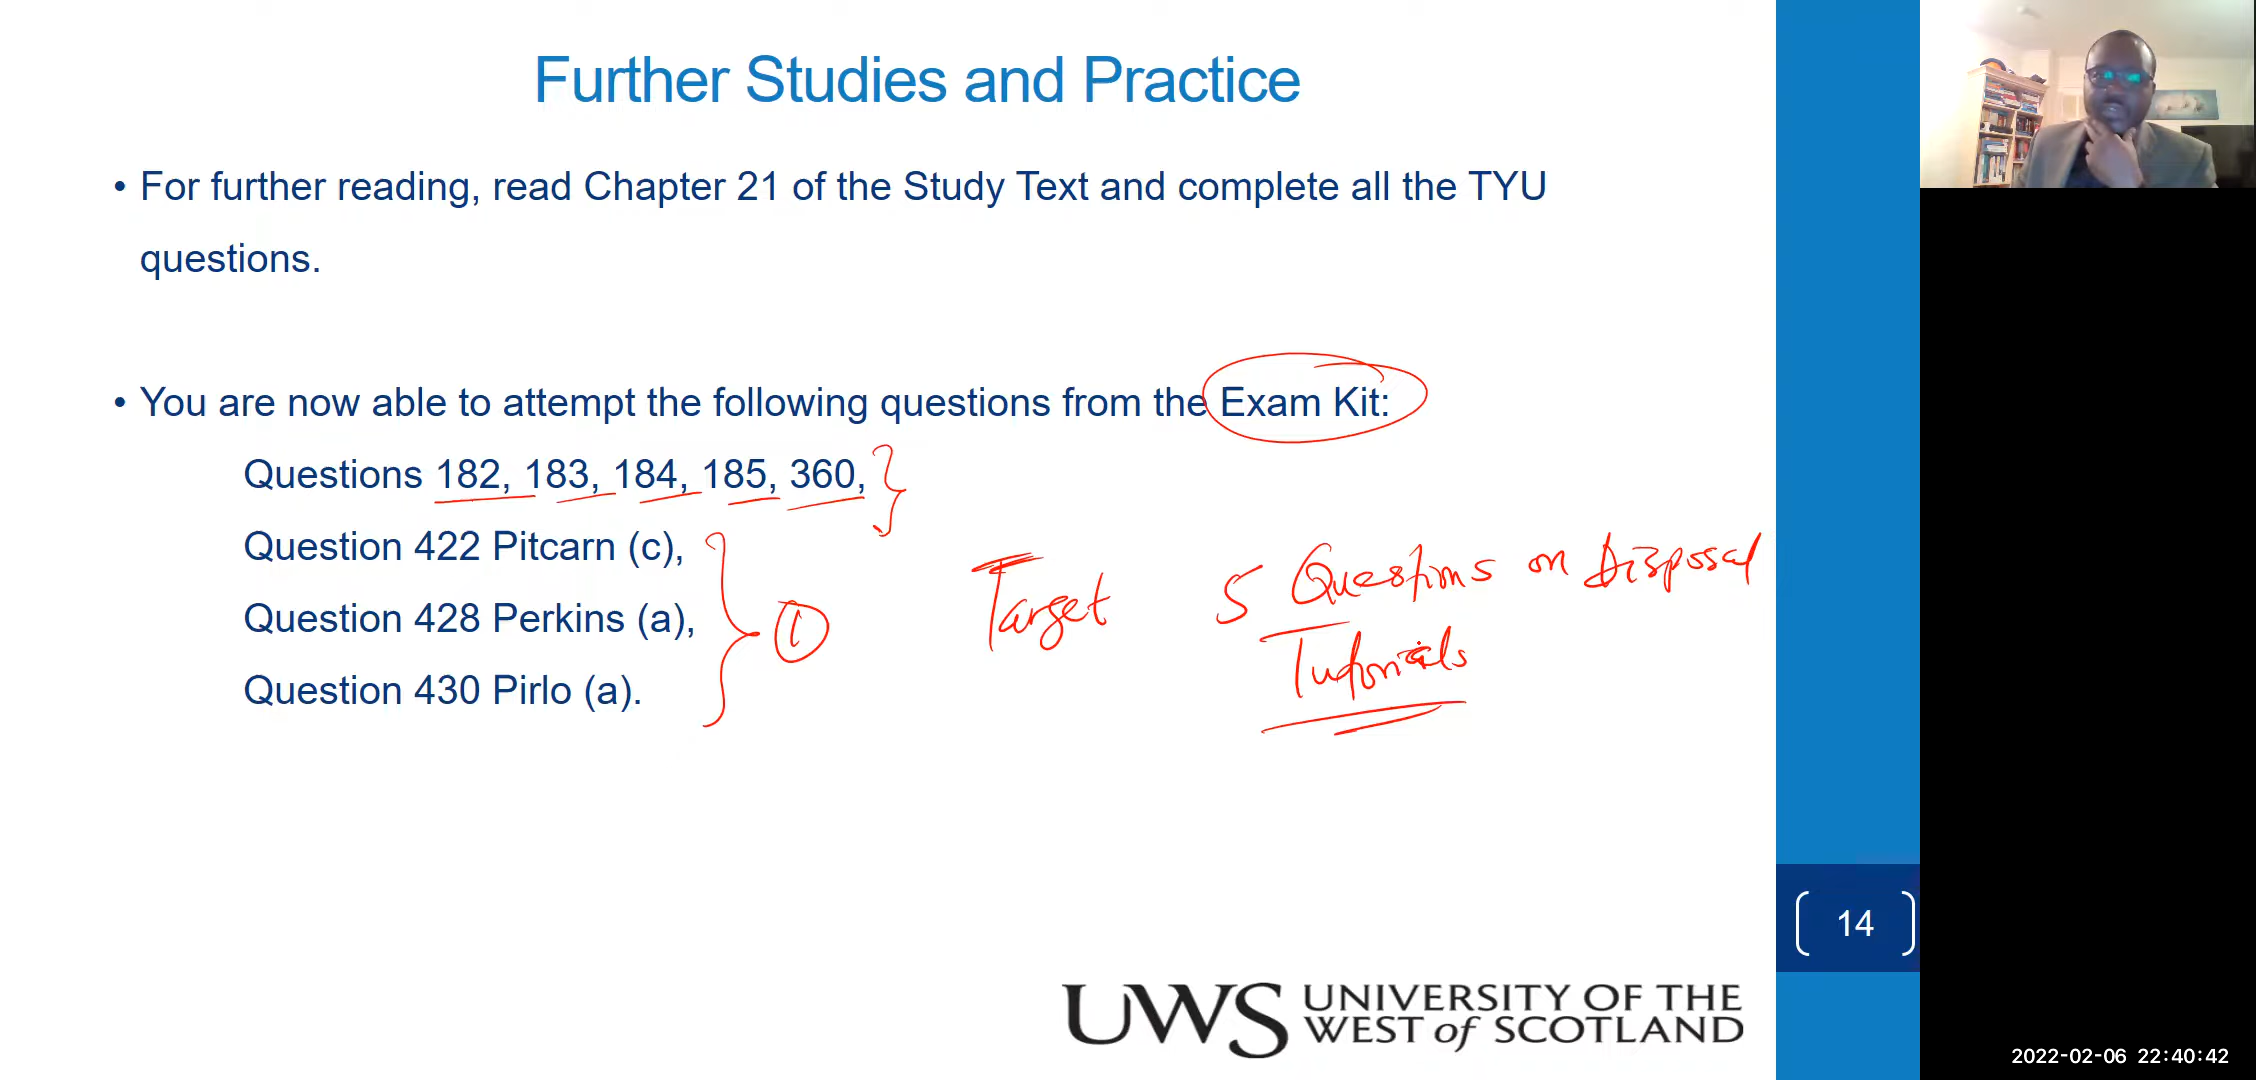 Further Studies and Practice
• For further reading, read Chapter 21 of the Study Text and complete all the TYU
questions.
• You are now able to attempt the following questions from the Exam Kit:
Questions 182, 183, 184, 185, 360,
Question 422 Pitcarn (c),
Question 428 Perkins (a),
Question 430 Pirlo (a).
1
Target 5 Questions on Disposal
Tutorials
14
UWS UNIVERSITY OF THE
WEST of SCOTLAND
2022-02-06 22:40:42